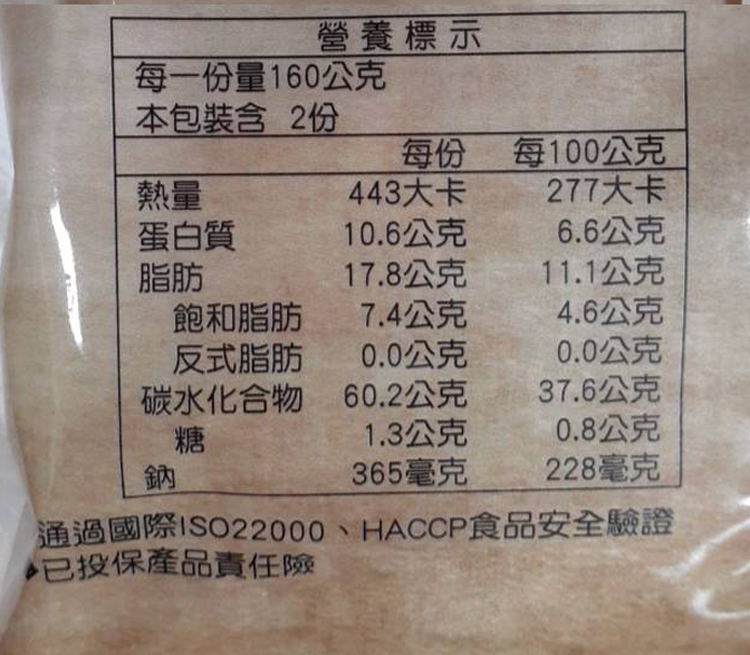 營養標示
每一份量160公克
本包裝含 2份
每份 每100公克
熱量 443大卡 277大卡
蛋白質 10.6公克 6.6公克
脂肪 17.8公克 11.1公克
飽和脂肪 7.4公克 4.6公克
反式脂肪 0.0公克 0.0公克
碳水化合物 60.2公克 37.6公克
糖 1.3公克 0.8公克
鈉 365毫克 228毫克
通過國際ISO22000、HACCP食品安全驗證
已投保產品責任險